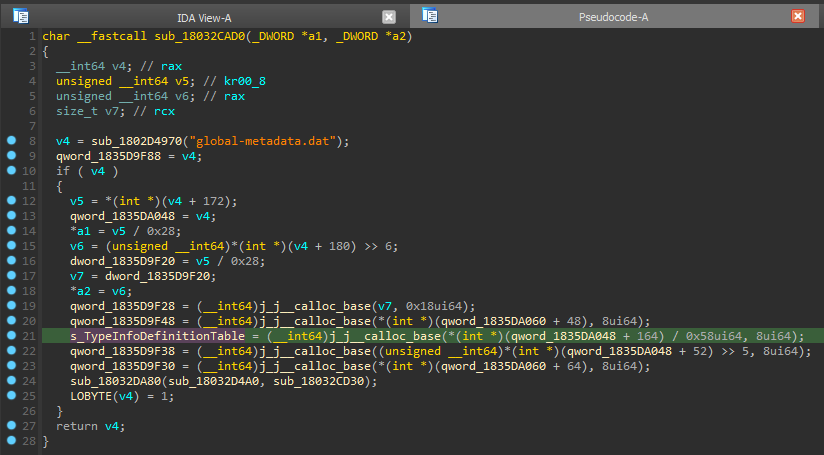 IDA View-A
Pseudocode-A
1 char __fastcall sub_18032CAD0(_DWORD *a1, _DWORD *a2)
2 {
3   __int64 v4; // rax
4   unsigned __int64 v5; // kr00_8
5   unsigned __int64 v6; // rax
6   size_t v7; // rcx
7
8   v4 = sub_1802D4970("global-metadata.dat");
9   qword_1835D9F88 = v4;
10   if ( v4 )
11   {
12     v5 = *(int *)(v4 + 172);
13     qword_1835DA048 = v4;
14     *a1 = v5 / 0x28;
15     v6 = (unsigned __int64)*(int *)(v4 + 180) >> 6;
16     dword_1835D9F20 = v5 / 0x28;
17     v7 = dword_1835D9F20;
18     *a2 = v6;
19     qword_1835D9F28 = (__int64)j_j__calloc_base(v7, 0x18ui64);
20     qword_1835D9F48 = (__int64)j_j__calloc_base(*(int *)(qword_1835DA060 + 48), 8ui64);
21     s_TypeInfoDefinitionTable = (__int64)j_j__calloc_base(*(int *)(qword_1835DA048 + 164) / 0x58ui64, 8ui64);
22     qword_1835D9F38 = (__int64)j_j__calloc_base((unsigned __int64)*(int *)(qword_1835DA048 + 52) >> 5, 8ui64);
23     qword_1835D9F30 = (__int64)j_j__calloc_base(*(int *)(qword_1835DA060 + 64), 8ui64);
24     sub_18032DA80(sub_18032D4A0, sub_18032CD30);
25     LOBYTE(v4) = 1;
26   }
27   return v4;
28 }